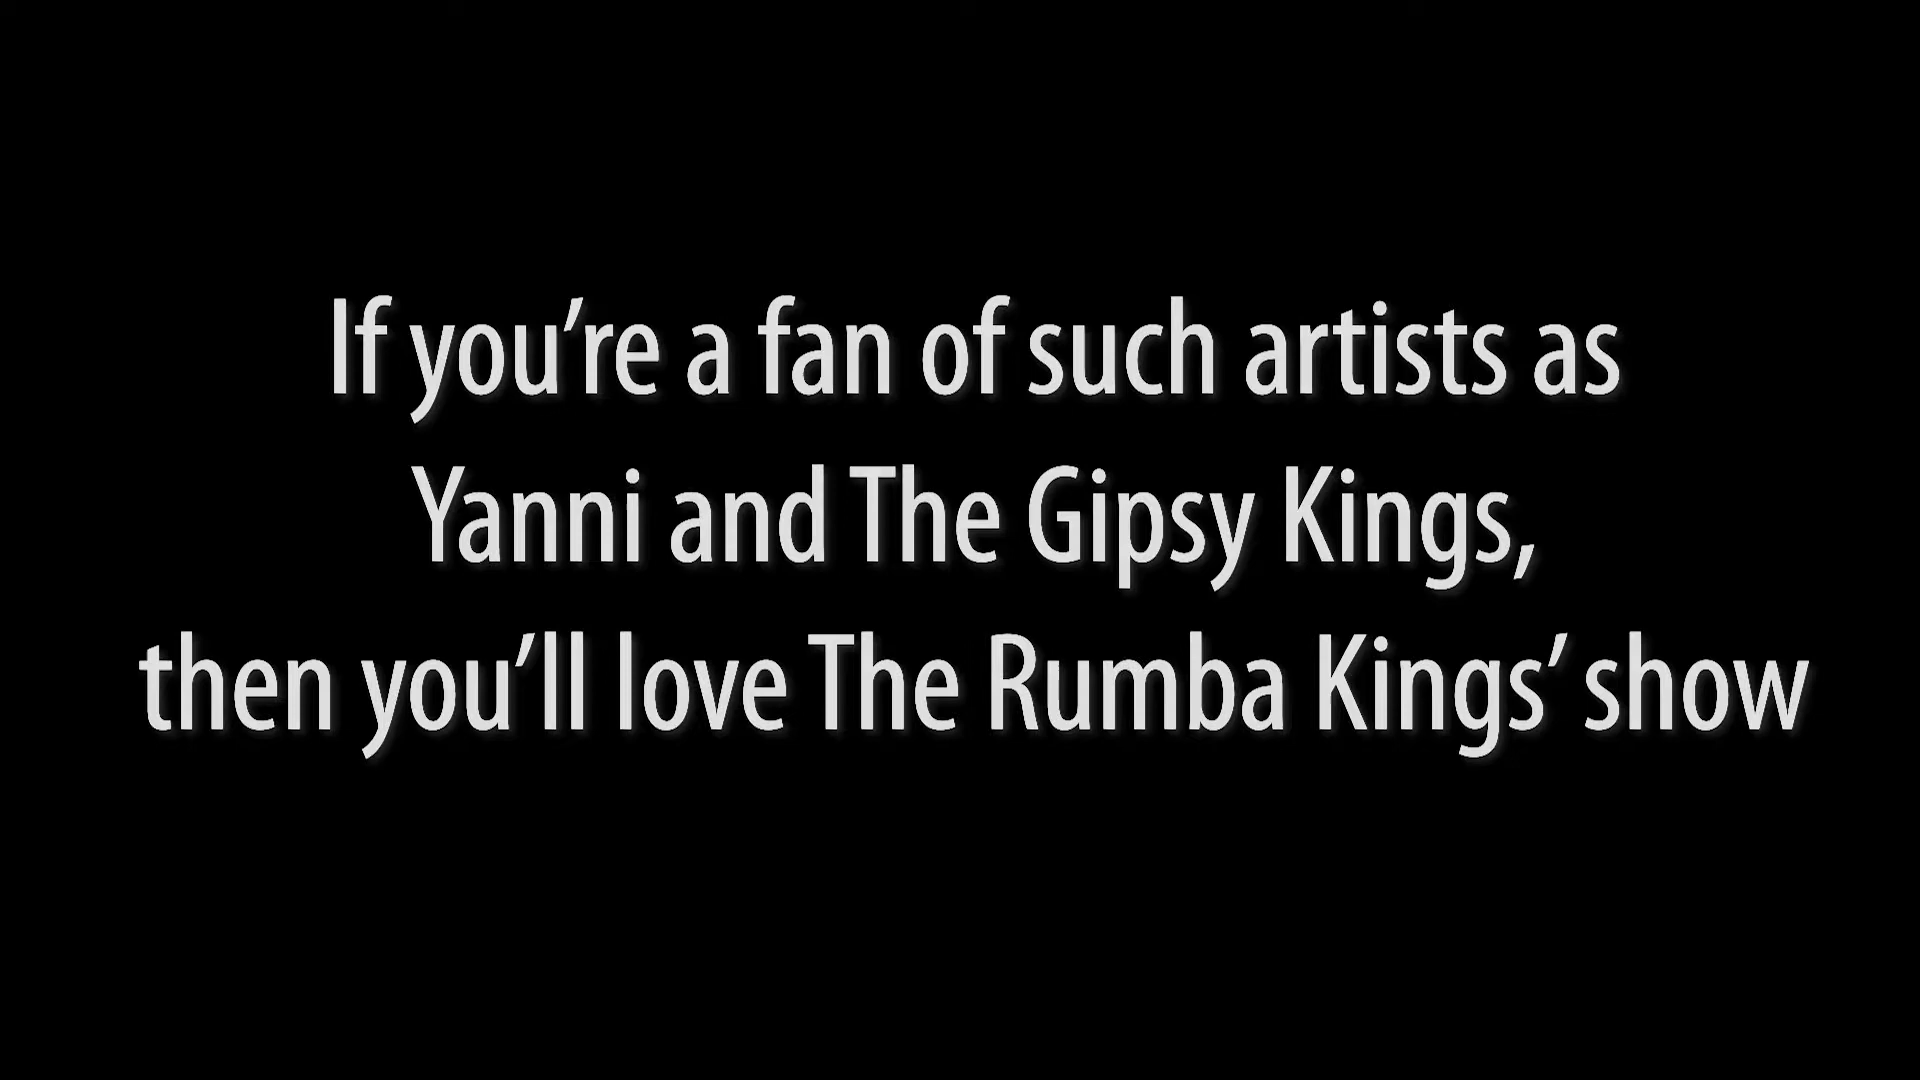 If you’re a fan of such artists as
Yanni and The Gipsy Kings,
then you’ll love The Rumba Kings’ show